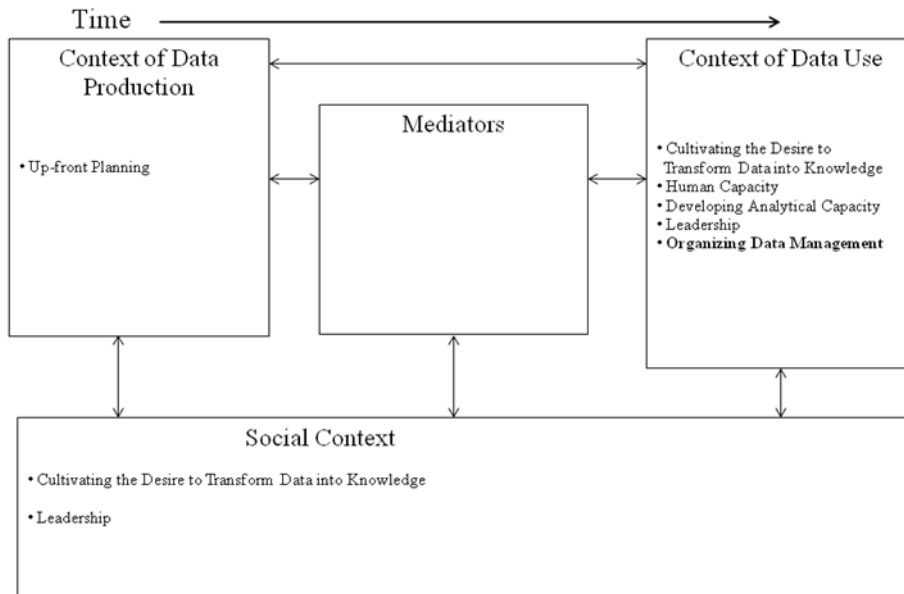 Time
Context of Data
Production
• Up-front Planning
Mediators
Context of Data Use
• Cultivating the Desire to
Transform Data into Knowledge
• Human Capacity
• Developing Analytical Capacity
• Leadership
• Organizing Data Management
Social Context
• Cultivating the Desire to Transform Data into Knowledge
• Leadership